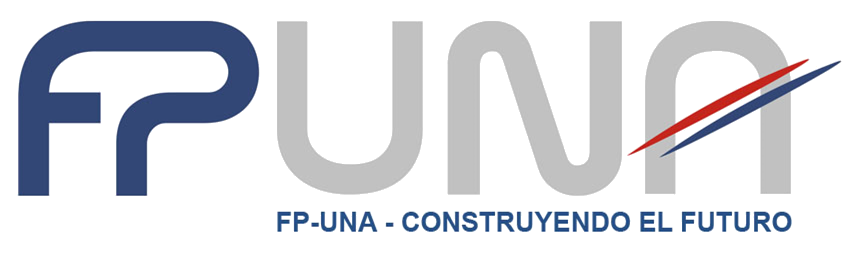 FPUNA
FP-UNA - CONSTRUYENDO EL FUTURO